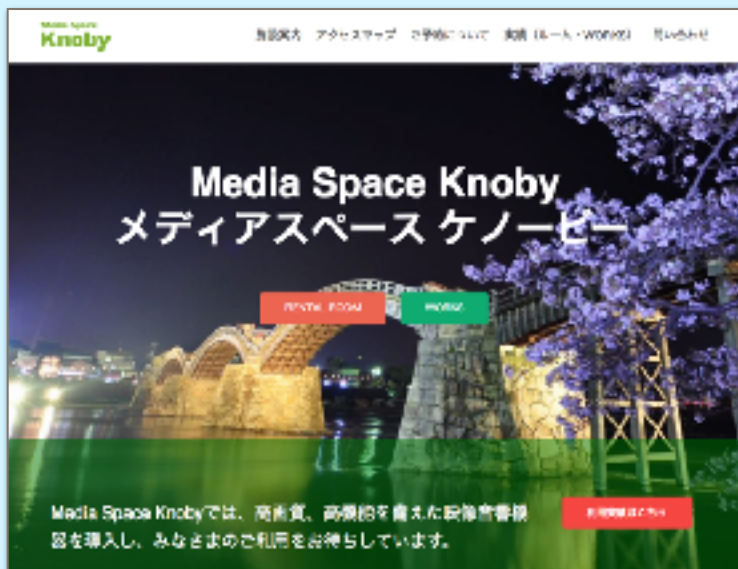 Media Space
Knoby
施設案内 アクセスマップ ご予約について 実績（ルーム・WORKS） 問い合わせ
Media Space Knoby
メディアスペース ケノービー
RENTAL ROOM WORKS
Media Space Knobyでは、高画質、高機能を備えた映像音響機
器を導入し、みなさまのご利用をお待ちしています。